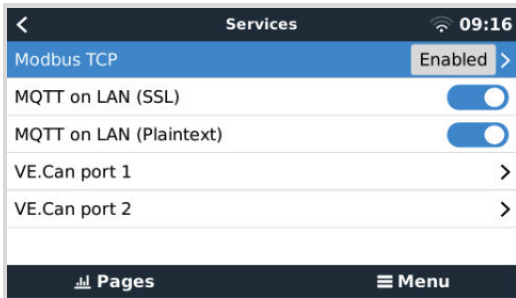 Services 09:16
Modbus TCP Enabled
MQTT on LAN (SSL)
MQTT on LAN (Plaintext)
VE.Can port 1
VE.Can port 2
Pages Menu